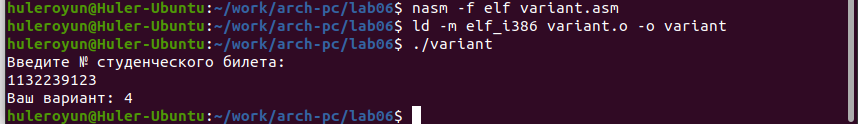 huleroyun@Huler-Ubuntu:~/work/arch-pc/lab06$ nasm -f elf variant.asm
huleroyun@Huler-Ubuntu:~/work/arch-pc/lab06$ ld -m elf_i386 variant.o -o variant
huleroyun@Huler-Ubuntu:~/work/arch-pc/lab06$ ./variant
Введите № студенческого билета:
1132239123
Ваш вариант: 4
huleroyun@Huler-Ubuntu:~/work/arch-pc/lab06$